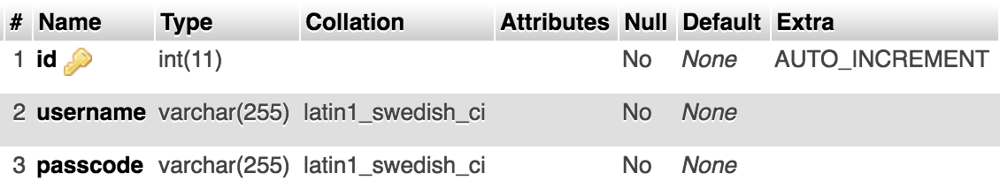 # Name Type Collation Attributes Null Default Extra
1 id int(11) No None AUTO_INCREMENT
2 username varchar(255) latin1_swedish_ci No None
3 passcode varchar(255) latin1_swedish_ci No None